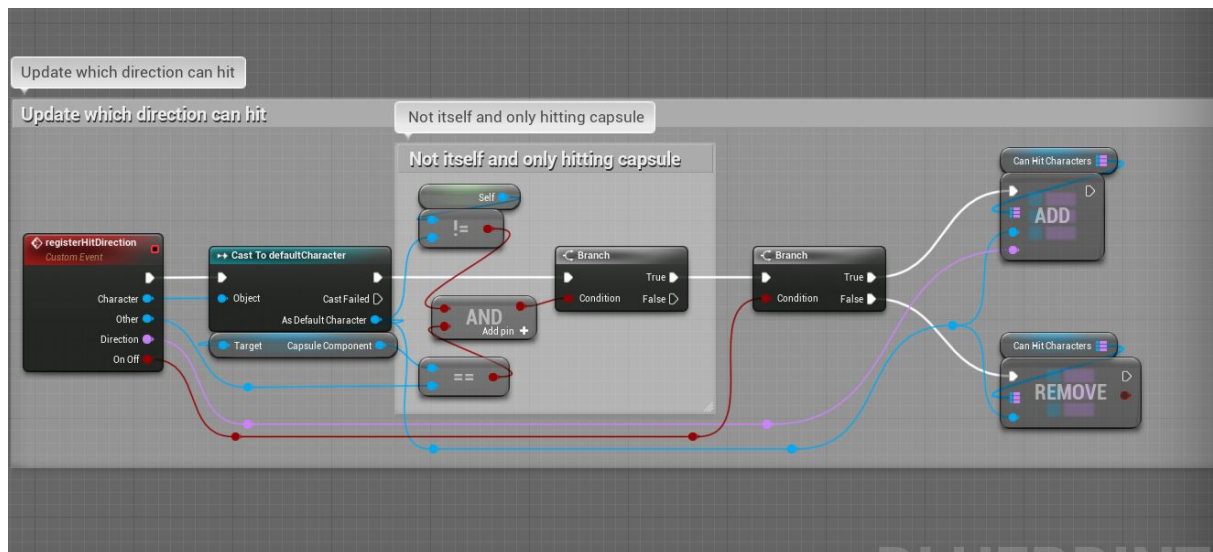 Update which direction can hit
Update which direction can hit
Not itself and only hitting capsule
Not itself and only hitting capsule
Self
!=
AND
Add pin +
==
registerHitDirection
Custom Event
Character
Other
Direction
On Off
Cast To defaultCharacter
Object
Cast Failed
As Default Character
Target
Capsule Component
Branch
True
Condition
False
Branch
True
Condition
False
Can Hit Characters
ADD
Can Hit Characters
REMOVE